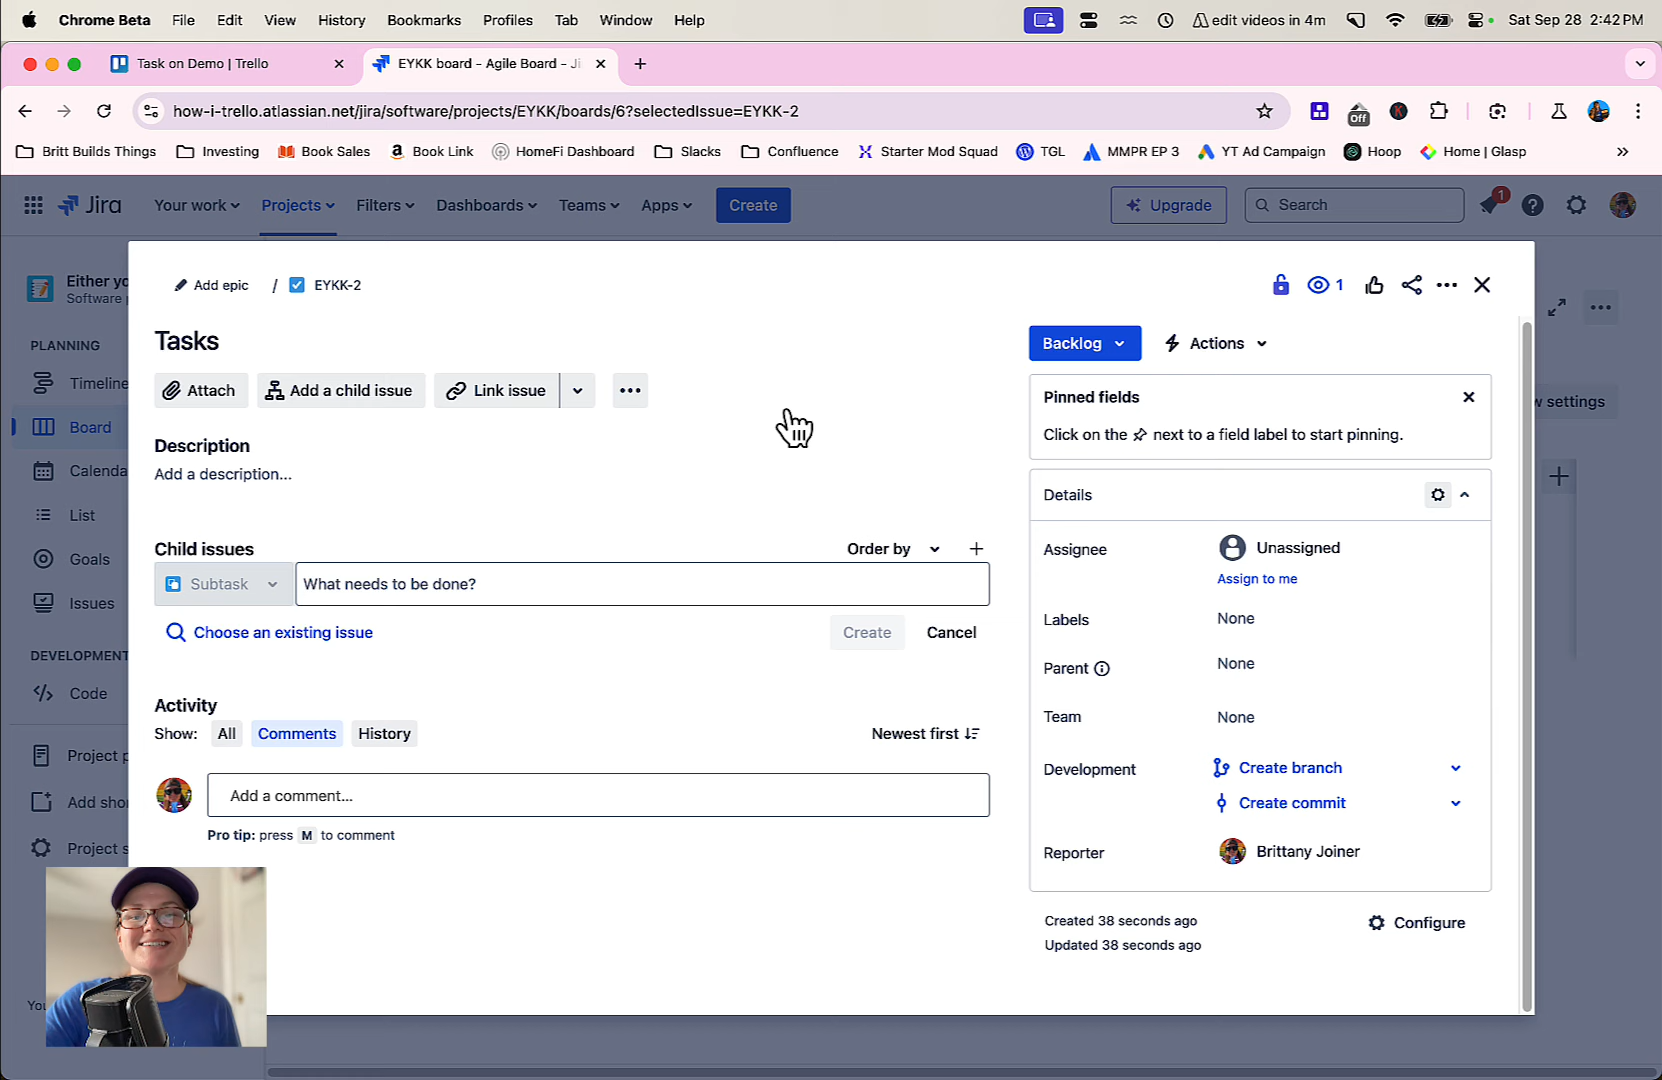 Chrome Beta File Edit View History Bookmarks Profiles Tab Window Help edit videos in 4m Sat Sep 28 2:42 PM
Task on Demo | Trello EYKK board - Agile Board - Ji
how-i-trello.atlassian.net/jira/software/projects/EYKK/boards/6?selectedIssue=EYKK-2 Off
Britt Builds Things Investing Book Sales Book Link HomeFi Dashboard Slacks Confluence Starter Mod Squad TGL MMPR EP 3 YT Ad Campaign Hoop Home | Glasp
Jira Your work Projects Filters Dashboards Teams Apps Create Upgrade Search 1
Add epic / EYKK-2 1
Either yo
Software p
Tasks
Backlog Actions
PLANNING
Timeline
Board
Calenda
List
Goals
Issues
DEVELOPMENT
Code
Project p
Add shor
Project s
You
Attach Add a child issue Link issue
Description
Add a description...
Child issues Order by
Subtask What needs to be done?
Choose an existing issue Create Cancel
Activity
Show: All Comments History Newest first
Add a comment...
Pro tip: press M to comment
Pinned fields
Click on the next to a field label to start pinning.
Details
Assignee Unassigned
Assign to me
Labels None
Parent None
Team None
Development Create branch
Create commit
Reporter Brittany Joiner
Created 38 seconds ago Configure
Updated 38 seconds ago
w settings